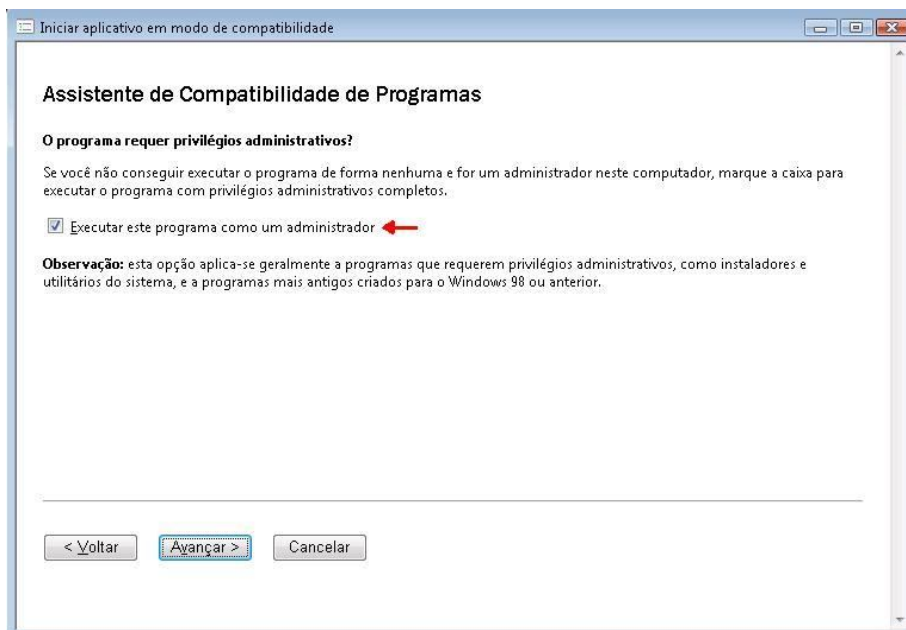 Iniciar aplicativo em modo de compatibilidade
Assistente de Compatibilidade de Programas
O programa requer privilégios administrativos?
Se você não conseguir executar o programa de forma nenhuma e for um administrador neste computador, marque a caixa para
executar o programa com privilégios administrativos completos.
Executar este programa como um administrador
Observação: esta opção aplica-se geralmente a programas que requerem privilégios administrativos, como instaladores e
utilitários do sistema, e a programas mais antigos criados para o Windows 98 ou anterior.
< Voltar Avançar > Cancelar